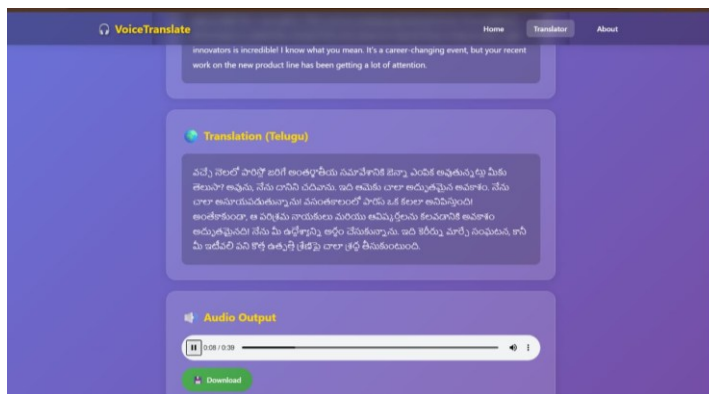 VoiceTranslate
Home
Translator
About
innovators is incredible! I know what you mean. It's a career-changing event, but your recent
work on the new product line has been getting a lot of attention.
Translation (Telugu)
వచ్చే నెలలో పారిస్లో జరిగే అంతర్జాతీయ సమావేశానికి జెన్నా ఎంపిక అవుతున్నట్లు మీకు
తెలుసా? అవును, నేను దానిని చదివాను. ఇది ఆమెకు చాలా అద్భుతమైన అవకాశం. నేను
చాలా అసూయపడుతున్నాను! వసంతకాలంలో పారిస్ ఒక కలలా అనిపిస్తుంది!
అంతేకాకుండా, ఆ పరిశ్రమ నాయకులు మరియు ఆవిష్కర్తలను కలవడానికి అవకాశం
అద్భుతమైనది! నేను మీ ఉద్దేశ్యాన్ని అర్థం చేసుకున్నాను. ఇది కెరీర్ను మార్చే సంఘటన, కానీ
మీ ఇటీవలి పని కొత్త ఉత్పత్తి శ్రేణిపై చాలా శ్రద్ధ తీసుకుంటుంది.
Audio Output
0:08 / 0:39
Download